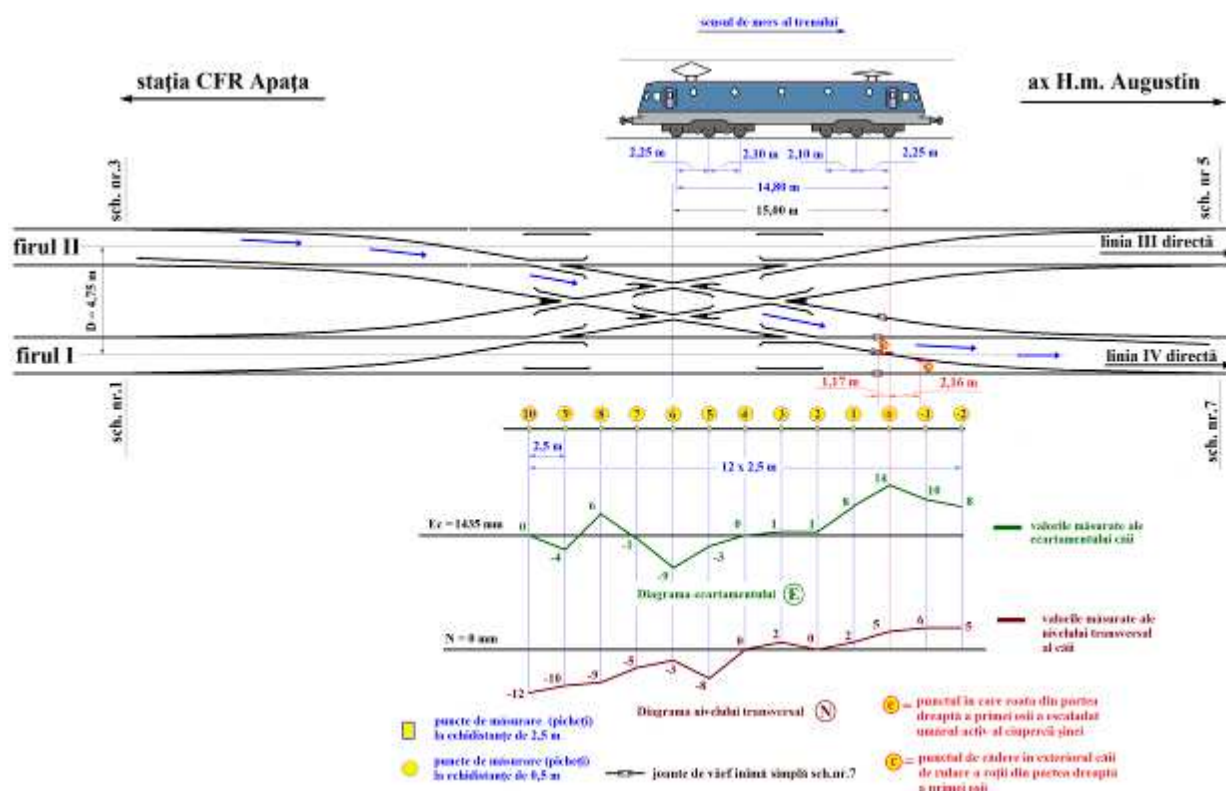 sensul de mers al trenului
stația CFR Apața
ax H.m. Augustin
2,25 m
2,10 m
2,10 m
2,25 m
14,80 m
15,00 m
sch. nr.3
sch. nr 5
firul II
linia III directă
D = 4,75 m
firul I
linia IV directă
1,17 m
2,16 m
sch. nr.1
sch. nr.7
10 9 8 7 6 5 4 3 2 1 0 -1 -2
2,5 m
12 x 2,5 m
14
10
8
8
6
0
0
1
1
Ec = 1435 mm
-4
-1
-9
-3
valorile măsurate ale
ecartamentului căii
Diagrama ecartamentului E
N = 0 mm
0
2
0
2
5
6
5
valorile măsurate ale
nivelului transversal
al căii
-12
-10
-9
-5
-3
-8
Diagrama nivelului transversal N
puncte de măsurare (picheți)
la echidistanțe de 2,5 m
puncte de măsurare (picheți)
la echidistanțe de 0,5 m
joante de vârf inimă simplă sch.nr.7
e = punctul în care roata din partea
dreaptă a primei osii a escaladat
umărul activ al ciupercii șinei
c = punctul de cădere în exteriorul căii
de rulare a roții din partea dreaptă
a primei osii